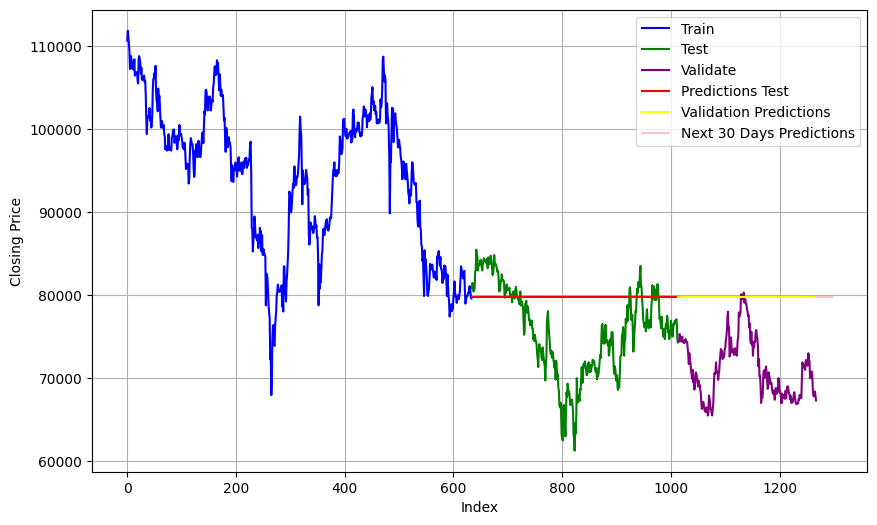 Train
Test
Validate
Predictions Test
Validation Predictions
Next 30 Days Predictions
110000
100000
90000
80000
70000
60000
Closing Price
0 200 400 600 800 1000 1200
Index